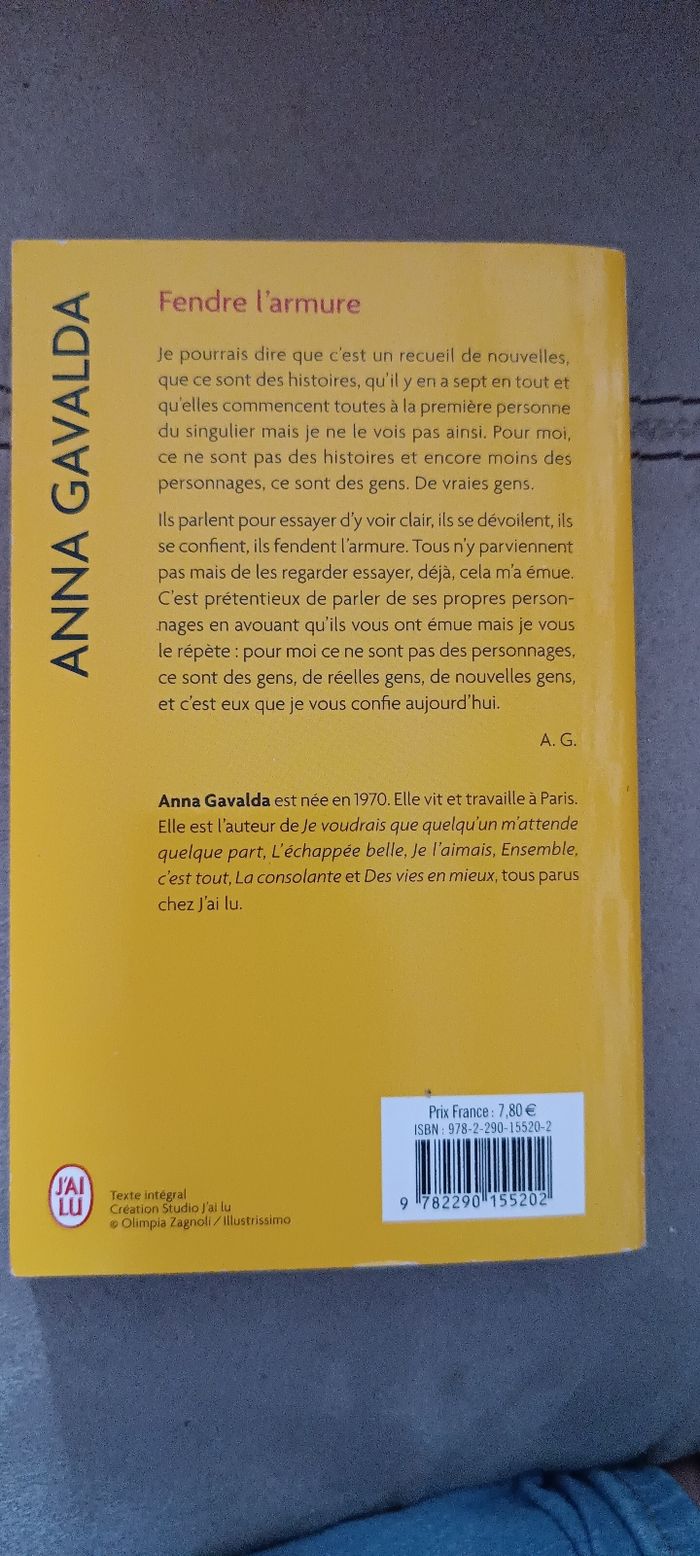 ANNA GAVALDA
Fendre l'armure
Je pourrais dire que c'est un recueil de nouvelles,
que ce sont des histoires, qu'il y en a sept en tout et
qu'elles commencent toutes à la première personne
du singulier mais je ne le vois pas ainsi. Pour moi,
ce ne sont pas des histoires et encore moins des
personnages, ce sont des gens. De vraies gens.
Ils parlent pour essayer d'y voir clair, ils se dévoilent, ils
se confient, ils fendent l'armure. Tous n'y parviennent
pas mais de les regarder essayer, déjà, cela m'a émue.
C'est prétentieux de parler de ses propres person-
nages en avouant qu'ils vous ont émue mais je vous
le répète : pour moi ce ne sont pas des personnages,
ce sont des gens, de réelles gens, de nouvelles gens,
et c'est eux que je vous confie aujourd'hui.
A. G.
Anna Gavalda est née en 1970. Elle vit et travaille à Paris.
Elle est l'auteur de Je voudrais que quelqu'un m'attende
quelque part, L'échappée belle, Je l'aimais, Ensemble,
c'est tout, La consolante et Des vies en mieux, tous parus
chez J'ai lu.
Prix France : 7,80 €
ISBN : 978-2-290-15520-2
9 782290 155202
J'AI
LU
Texte intégral
Création Studio J'ai lu
© Olimpia Zagnoli / Illustrissimo